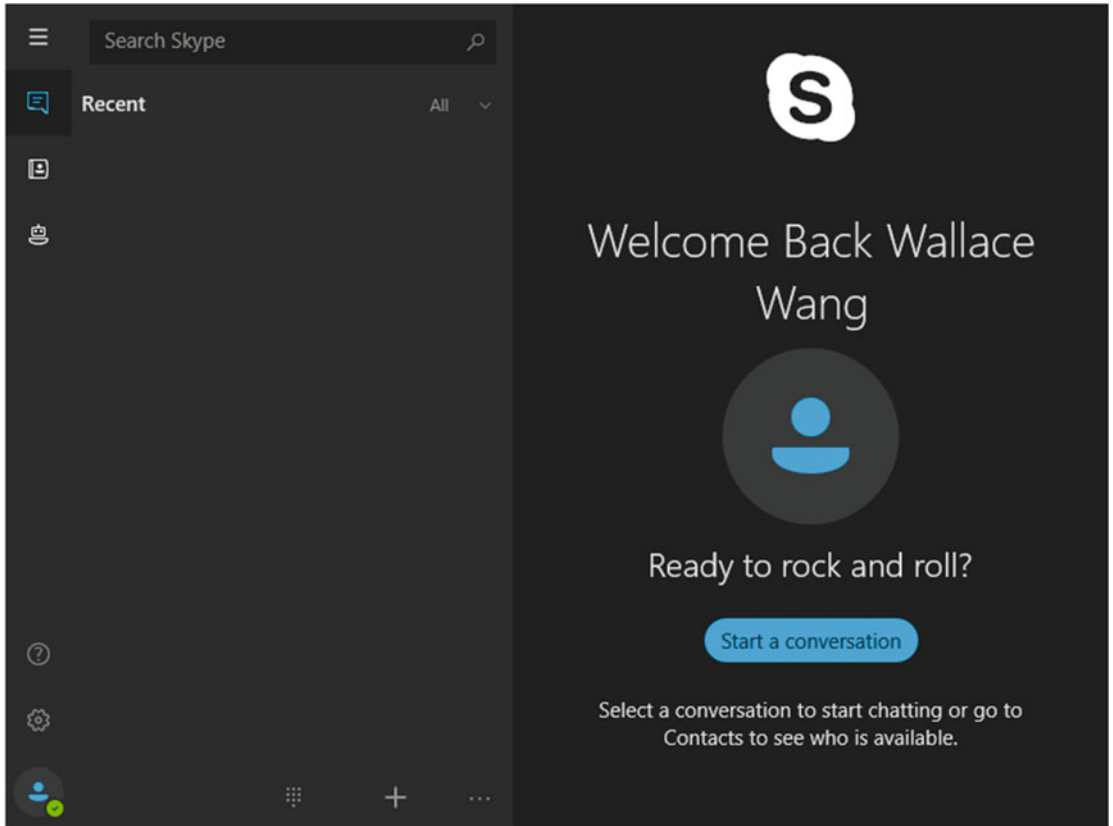 Search Skype
Recent
All
S
Welcome Back Wallace
Wang
Ready to rock and roll?
Start a conversation
Select a conversation to start chatting or go to
Contacts to see who is available.